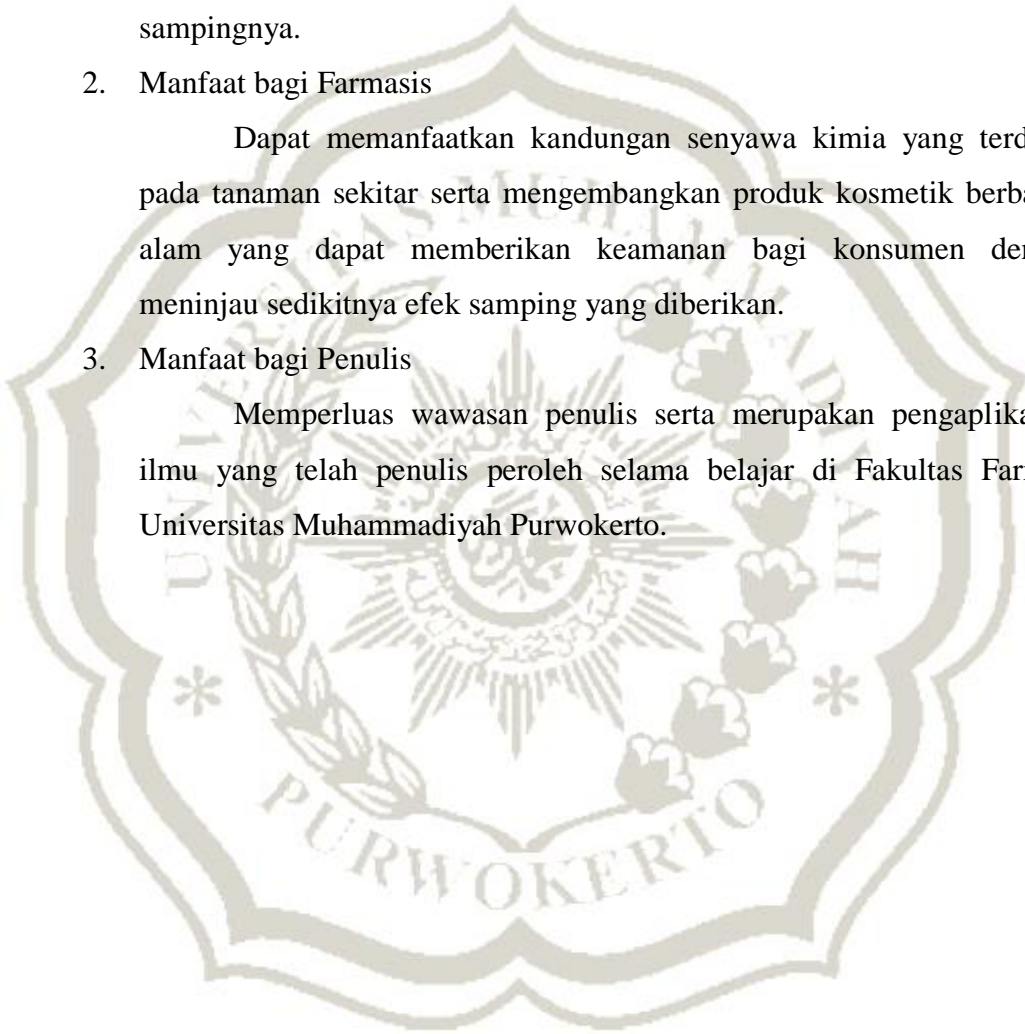 sampingnya.
2. Manfaat bagi Farmasis
Dapat memanfaatkan kandungan senyawa kimia yang
pada tanaman sekitar serta mengembangkan produk kosmetik
alam yang dapat memberikan keamanan bagi konsumen
meninjau sedikitnya efek samping yang diberikan.
3. Manfaat bagi Penulis
Memperluas wawasan penulis serta merupakan
ilmu yang telah penulis peroleh selama belajar di Fakultas
Universitas Muhammadiyah Purwokerto.
UNIVERSITAS MUHAMMADIYAH
PURWOKERTO